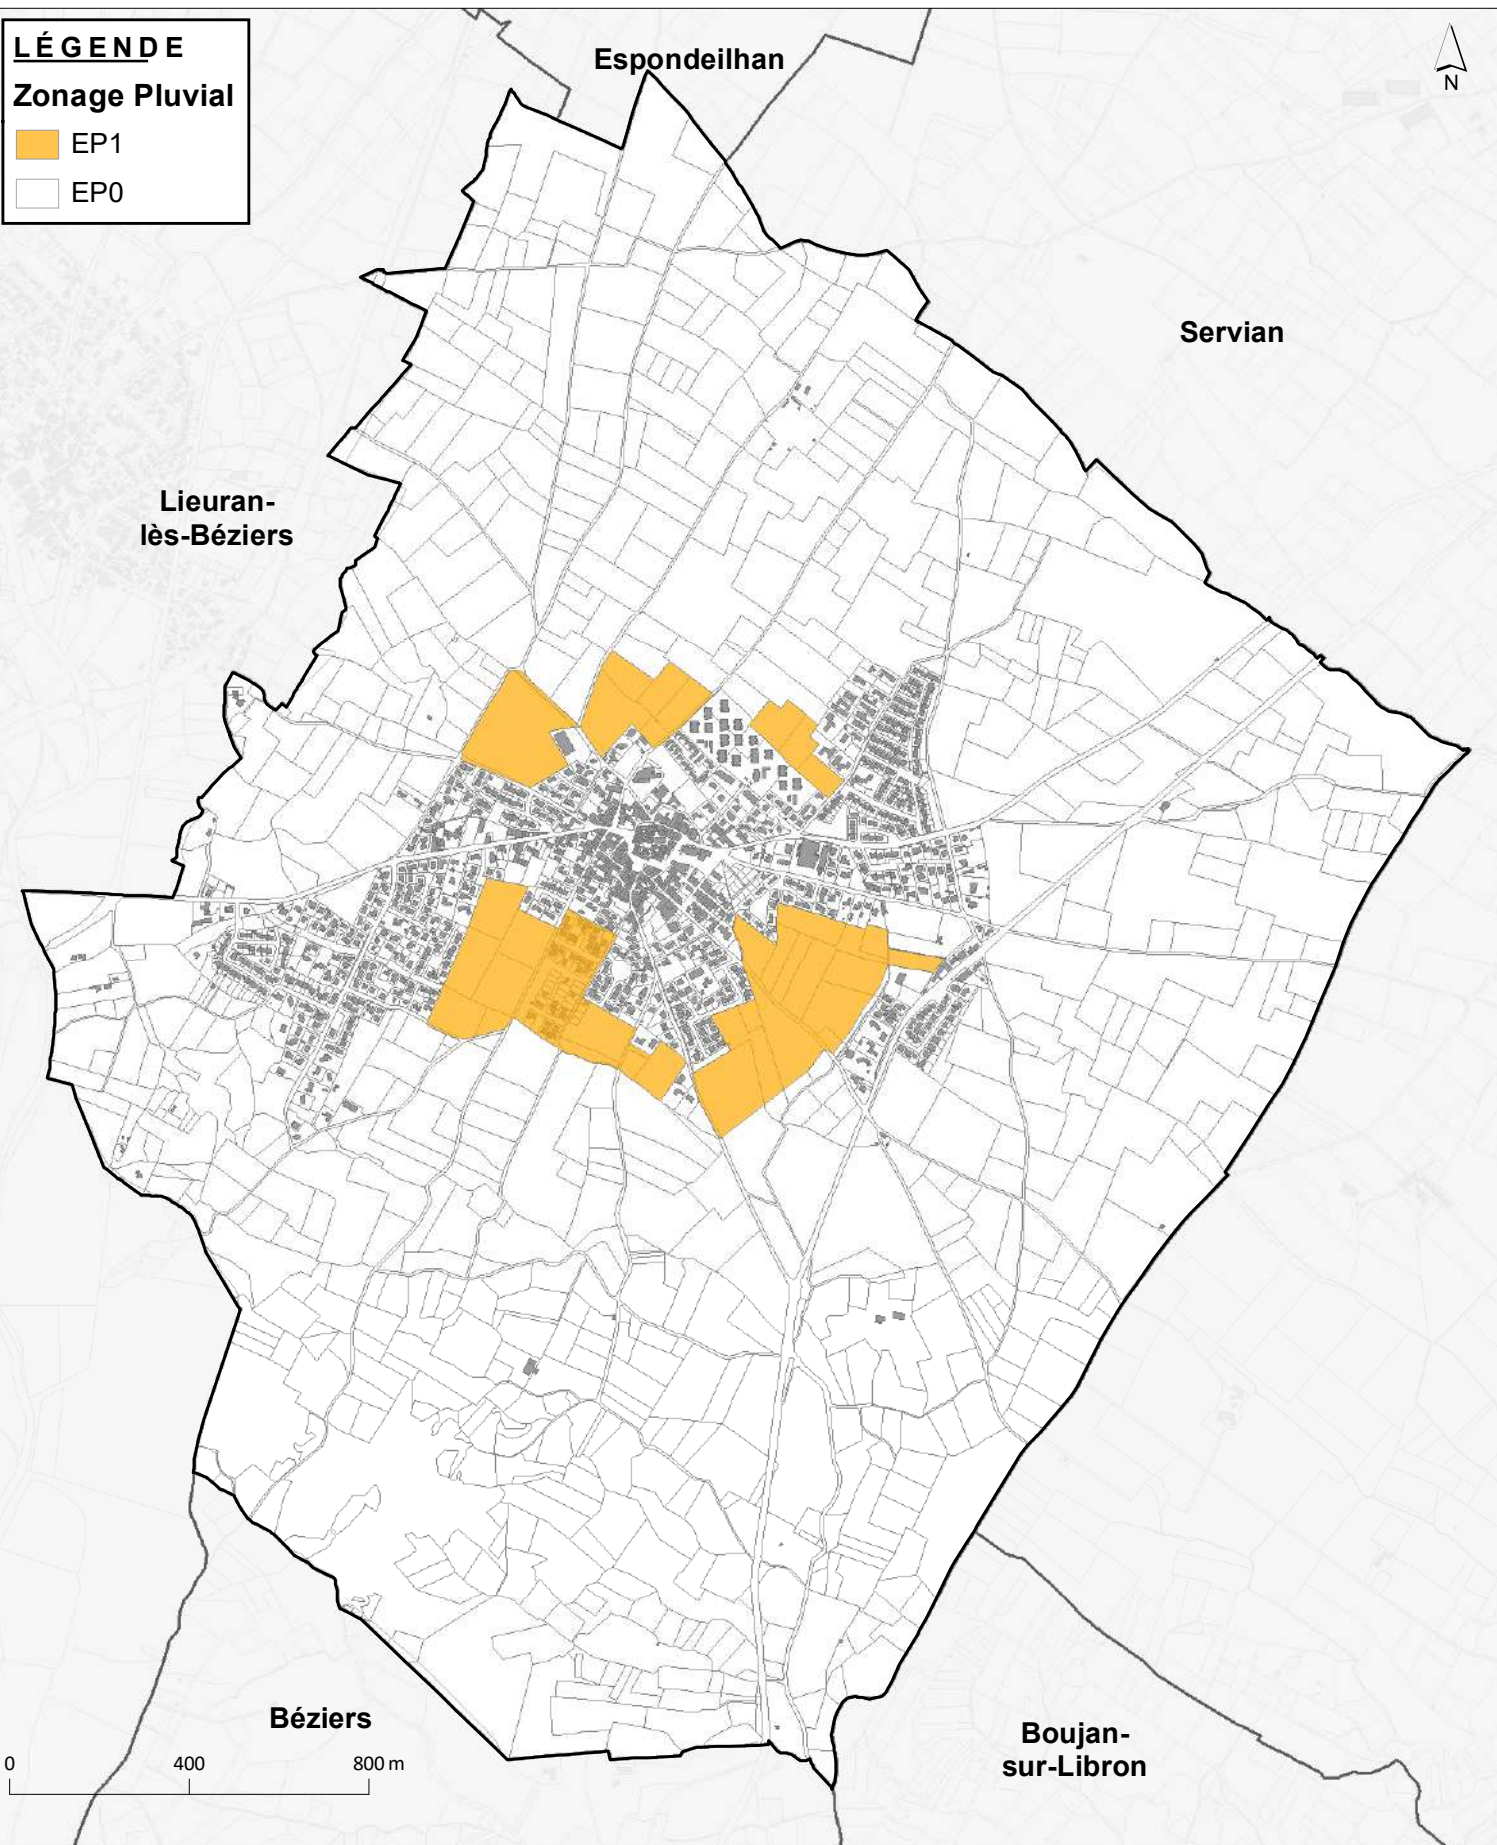 LÉGENDE
Zonage Pluvial
EP1
EP0
Espondeilhan
N
Servian
Lieuran-
lès-Béziers
Béziers
Boujan-
sur-Libron
0 400 800 m